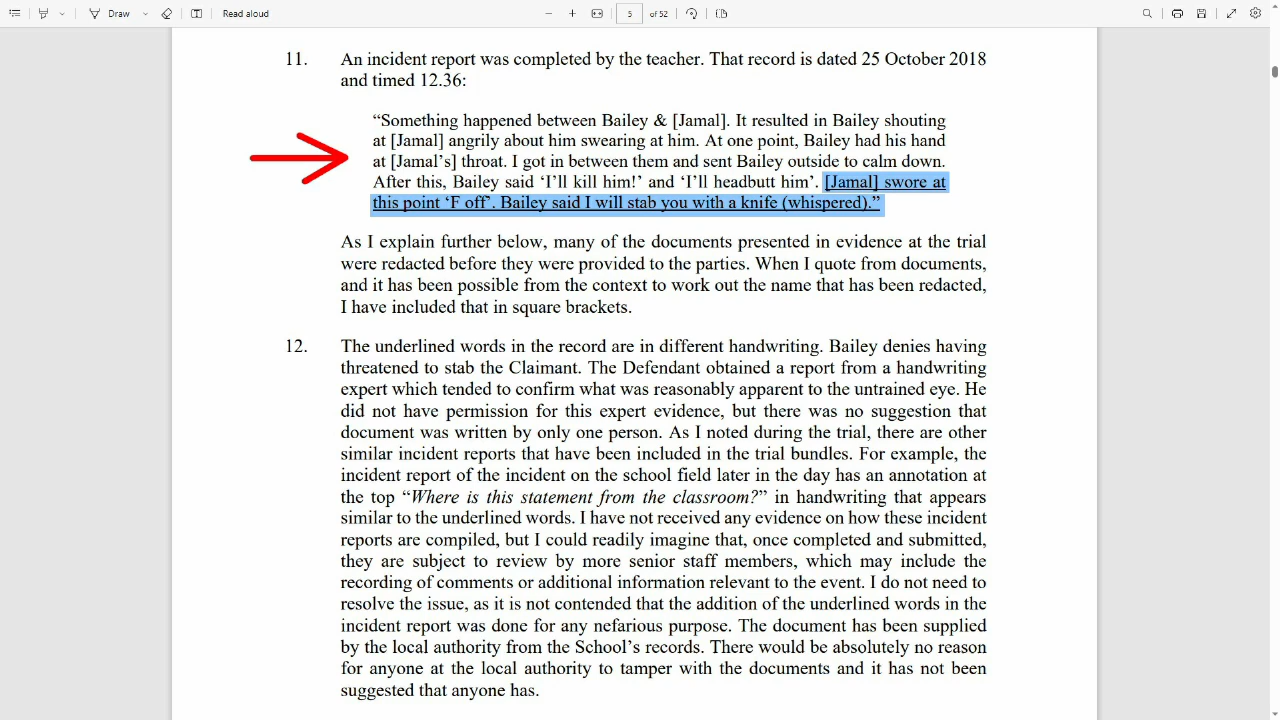 Draw
Read aloud
5
of 52
11. An incident report was completed by the teacher. That record is dated 25 October 2018
and timed 12.36:
“Something happened between Bailey & [Jamal]. It resulted in Bailey shouting
at [Jamal] angrily about him swearing at him. At one point, Bailey had his hand
at [Jamal’s] throat. I got in between them and sent Bailey outside to calm down.
After this, Bailey said ‘I’ll kill him!’ and ‘I’ll headbutt him’. [Jamal] swore at
this point ‘F off’. Bailey said I will stab you with a knife (whispered).”
As I explain further below, many of the documents presented in evidence at the trial
were redacted before they were provided to the parties. When I quote from documents,
and it has been possible from the context to work out the name that has been redacted,
I have included that in square brackets.
12. The underlined words in the record are in different handwriting. Bailey denies having
threatened to stab the Claimant. The Defendant obtained a report from a handwriting
expert which tended to confirm what was reasonably apparent to the untrained eye. He
did not have permission for this expert evidence, but there was no suggestion that
document was written by only one person. As I noted during the trial, there are other
similar incident reports that have been included in the trial bundles. For example, the
incident report of the incident on the school field later in the day has an annotation at
the top “Where is this statement from the classroom?” in handwriting that appears
similar to the underlined words. I have not received any evidence on how these incident
reports are compiled, but I could readily imagine that, once completed and submitted,
they are subject to review by more senior staff members, which may include the
recording of comments or additional information relevant to the event. I do not need to
resolve the issue, as it is not contended that the addition of the underlined words in the
incident report was done for any nefarious purpose. The document has been supplied
by the local authority from the School’s records. There would be absolutely no reason
for anyone at the local authority to tamper with the documents and it has not been
suggested that anyone has.